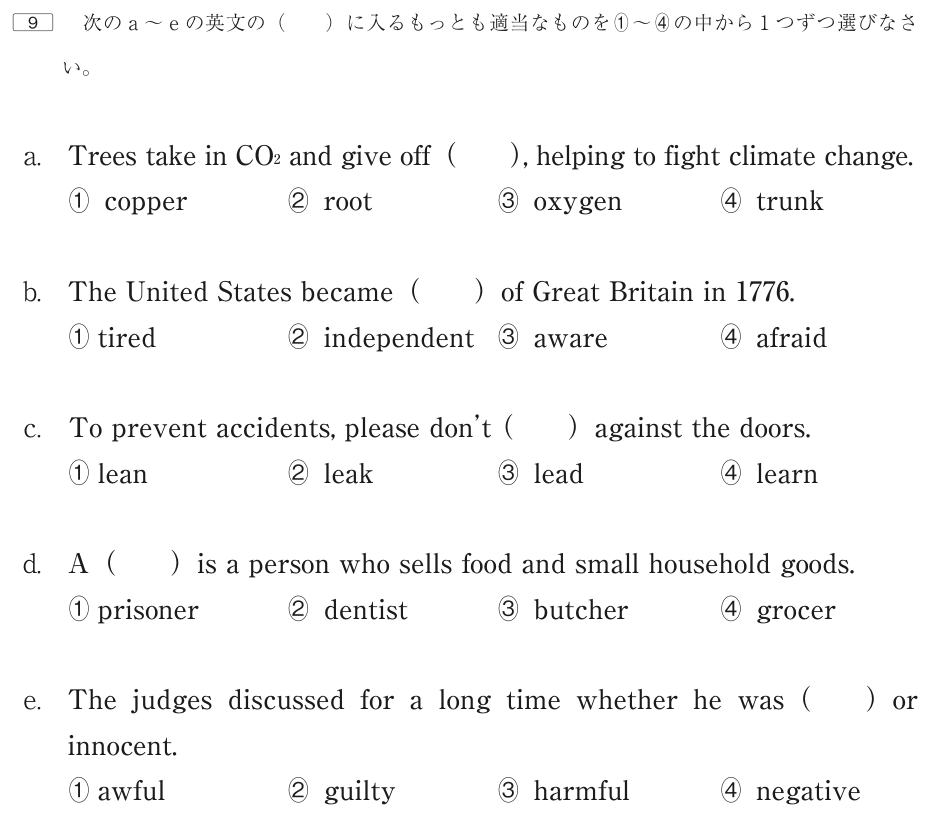 9 次のa～eの英文の（　　）に入るもっとも適当なものを①～④の中から1つずつ選びなさ
い。
a. Trees take in CO₂ and give off（　　）, helping to fight climate change.
① copper ② root ③ oxygen ④ trunk
b. The United States became（　　）of Great Britain in 1776.
① tired ② independent ③ aware ④ afraid
c. To prevent accidents, please don't（　　）against the doors.
① lean ② leak ③ lead ④ learn
d. A（　　）is a person who sells food and small household goods.
① prisoner ② dentist ③ butcher ④ grocer
e. The judges discussed for a long time whether he was（　　）or
innocent.
① awful ② guilty ③ harmful ④ negative